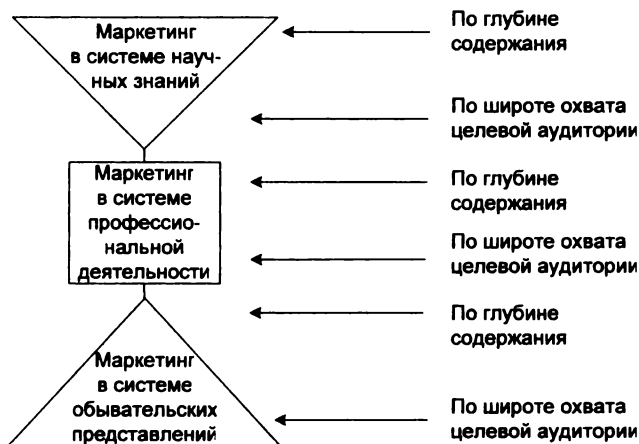 Маркетинг
в системе науч-
ных знаний
По глубине
содержания
По широте охвата
целевой аудитории
Маркетинг
в системе
профессио-
нальной
деятельности
По глубине
содержания
По широте охвата
целевой аудитории
По глубине
содержания
Маркетинг
в системе
обывательских
представлений
По широте охвата
целевой аудитории